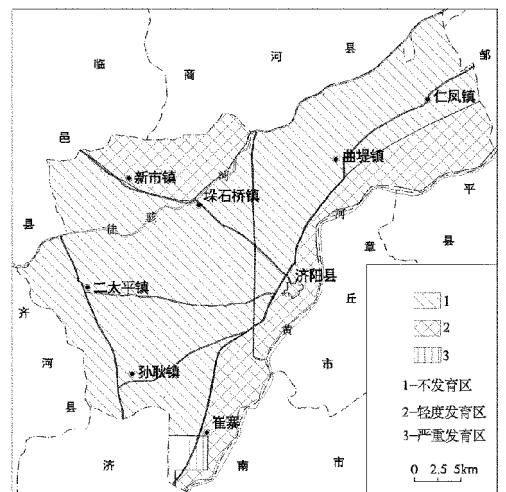 临
商
河
县
邹
邑
仁凤镇
曲堤镇
新市镇
垛石桥镇
徒
骇
河
平
县
县
河
章
济阳县
丘
二太平镇
黄
齐
河
县
市
孙耿镇
崔寨
济
南
市
1
2
3
1-不发育区
2-轻度发育区
3-严重发育区
0 2.5 5km